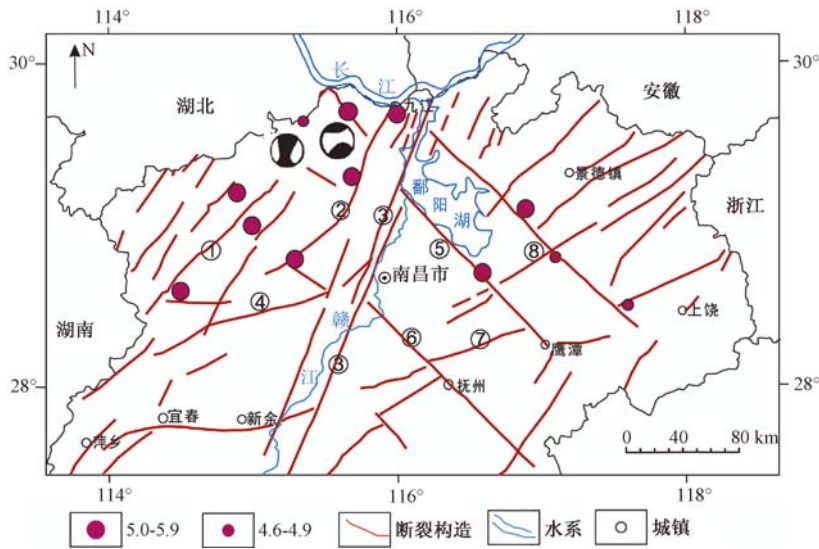 114°
116°
118°
30°
30°
N
长
江
湖北
安徽
九江
景德镇
鄱
阳
湖
浙江
①
②
③
⑤
⑧
南昌市
④
湖南
赣
江
⑥
⑦
③
上饶
鹰潭
抚州
28°
28°
宜春
新余
萍乡
0 40 80 km
114°
116°
118°
5.0-5.9
4.6-4.9
断裂构造
水系
城镇